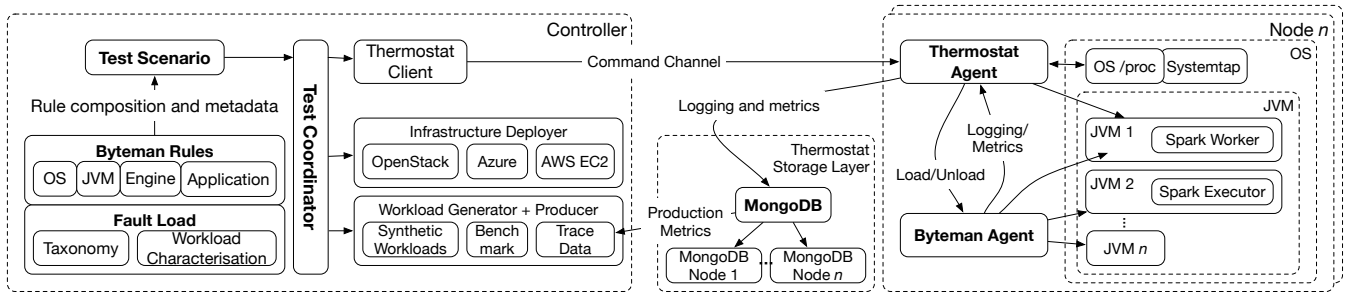 Controller
Test Scenario
Rule composition and metadata
Byteman Rules
OS
JVM
Engine
Application
Fault Load
Taxonomy
Workload
Characterisation
Test Coordinator
Thermostat
Client
Infrastructure Deployer
OpenStack
Azure
AWS EC2
Workload Generator + Producer
Synthetic
Workloads
Bench
mark
Trace
Data
Command Channel
Logging and metrics
Thermostat
Storage Layer
MongoDB
Production
Metrics
MongoDB
Node 1
...
MongoDB
Node n
Node n
OS
Thermostat
Agent
OS /proc
Systemtap
Logging/
Metrics
Load/Unload
Byteman Agent
JVM
JVM 1
Spark Worker
JVM 2
Spark Executor
JVM n